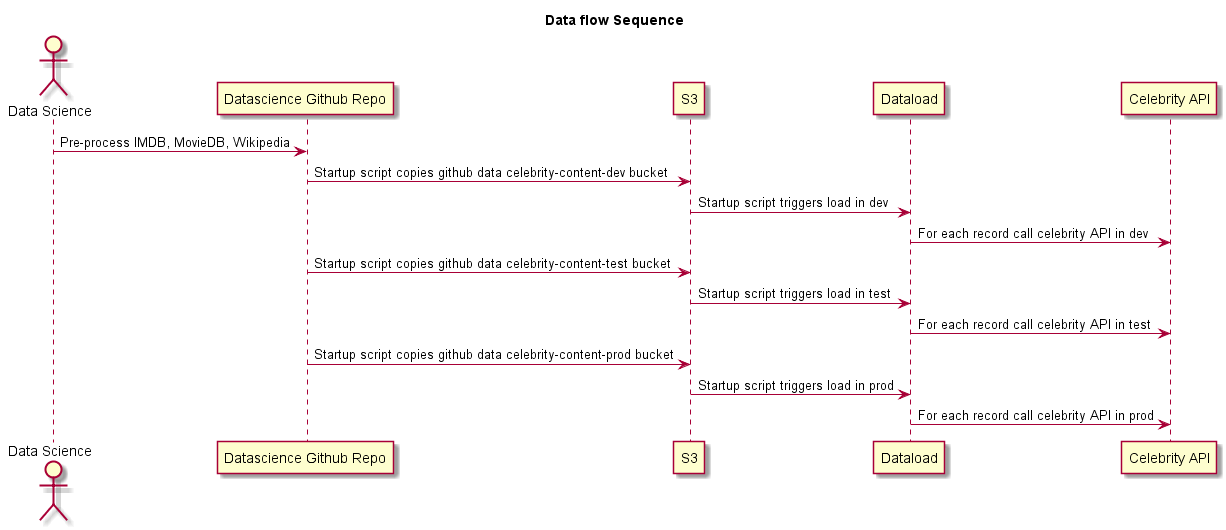 Data flow Sequence
Data Science
Datascience Github Repo
S3
Dataload
Celebrity API
Pre-process IMDB, MovieDB, Wikipedia
Startup script copies github data celebrity-content-dev bucket
Startup script triggers load in dev
For each record call celebrity API in dev
Startup script copies github data celebrity-content-test bucket
Startup script triggers load in test
For each record call celebrity API in test
Startup script copies github data celebrity-content-prod bucket
Startup script triggers load in prod
For each record call celebrity API in prod
Data Science
Datascience Github Repo
S3
Dataload
Celebrity API